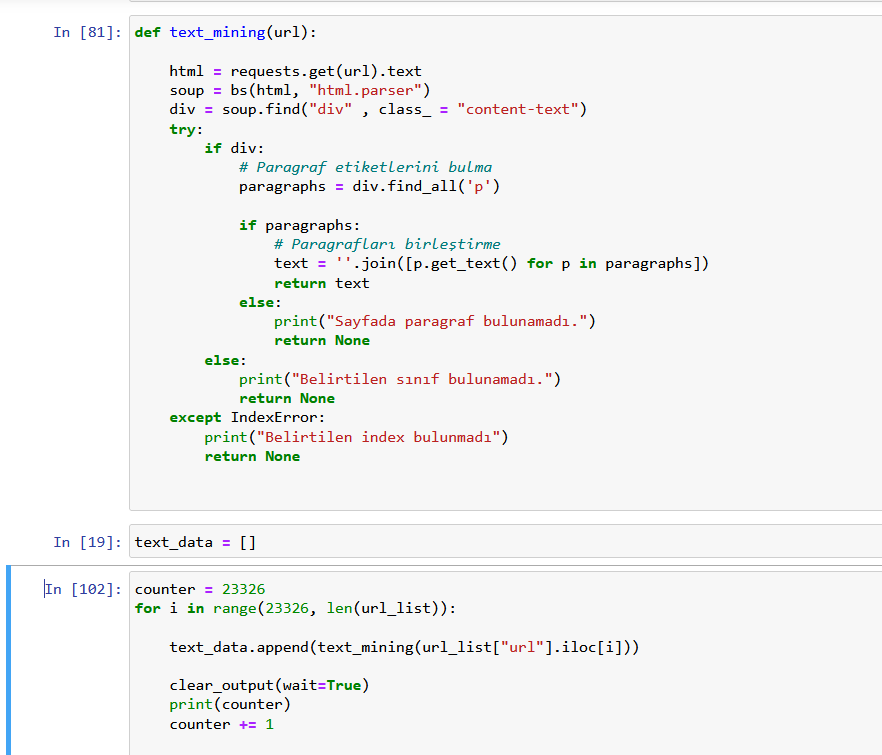 In [81]: def text_mining(url):
    html = requests.get(url).text
    soup = bs(html, "html.parser")
    div = soup.find("div" , class_ = "content-text")
    try:
        if div:
            # Paragraf etiketlerini bulma
            paragraphs = div.find_all('p')
            if paragraphs:
                # Paragrafları birleştirme
                text = ''.join([p.get_text() for p in paragraphs])
                return text
            else:
                print("Sayfada paragraf bulunamadı.")
                return None
        else:
            print("Belirtilen sınıf bulunamadı.")
            return None
    except IndexError:
        print("Belirtilen index bulunmadı")
        return None
In [19]: text_data = []
In [102]: counter = 23326
for i in range(23326, len(url_list)):
    text_data.append(text_mining(url_list["url"].iloc[i]))
    clear_output(wait=True)
    print(counter)
    counter += 1